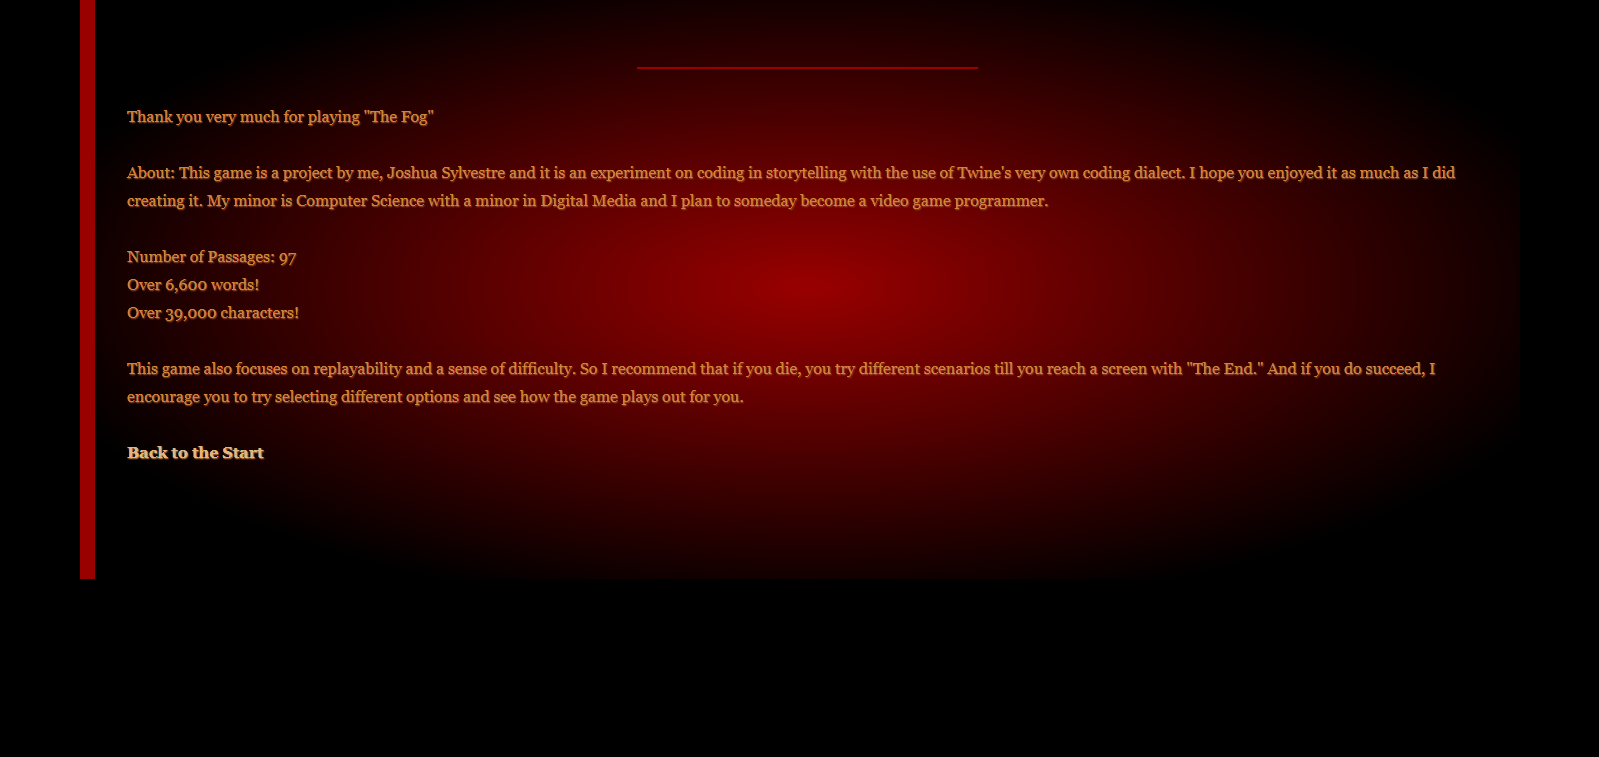 Thank you very much for playing "The Fog"
About: This game is a project by me, Joshua Sylvestre and it is an experiment on coding in storytelling with the use of Twine's very own coding dialect. I hope you enjoyed it as much as I did
creating it. My minor is Computer Science with a minor in Digital Media and I plan to someday become a video game programmer.
Number of Passages: 97
Over 6,600 words!
Over 39,000 characters!
This game also focuses on replayability and a sense of difficulty. So I recommend that if you die, you try different scenarios till you reach a screen with "The End." And if you do succeed, I
encourage you to try selecting different options and see how the game plays out for you.
Back to the Start